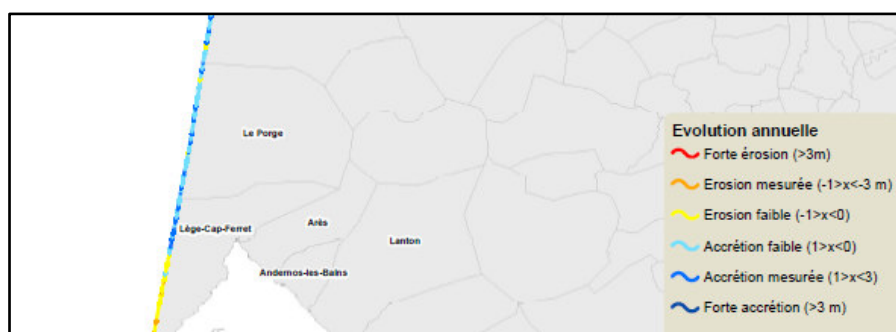 Le Porge
Lège-Cap-Ferret
Arès
Lanton
Andernos-les-Bains
Evolution annuelle
Forte érosion (>3m)
Erosion mesurée (-1>x<-3 m)
Erosion faible (-1>x<0)
Accrétion faible (1>x<0)
Accrétion mesurée (1>x<3)
Forte accrétion (>3 m)